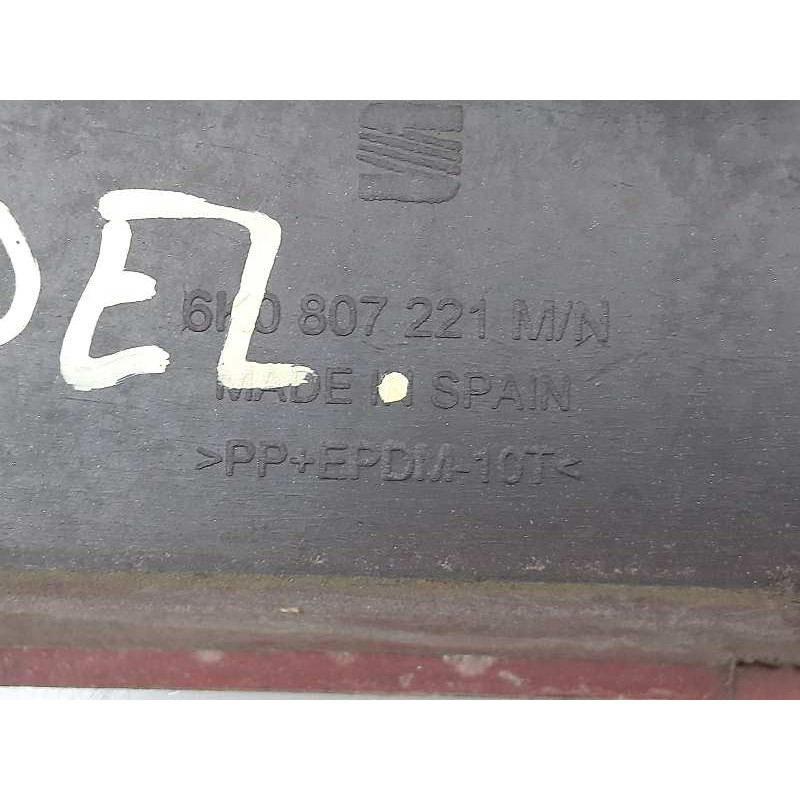 DEL.
6K0 807 221 M/N
MADE IN SPAIN
>PP+EPDM-10T<